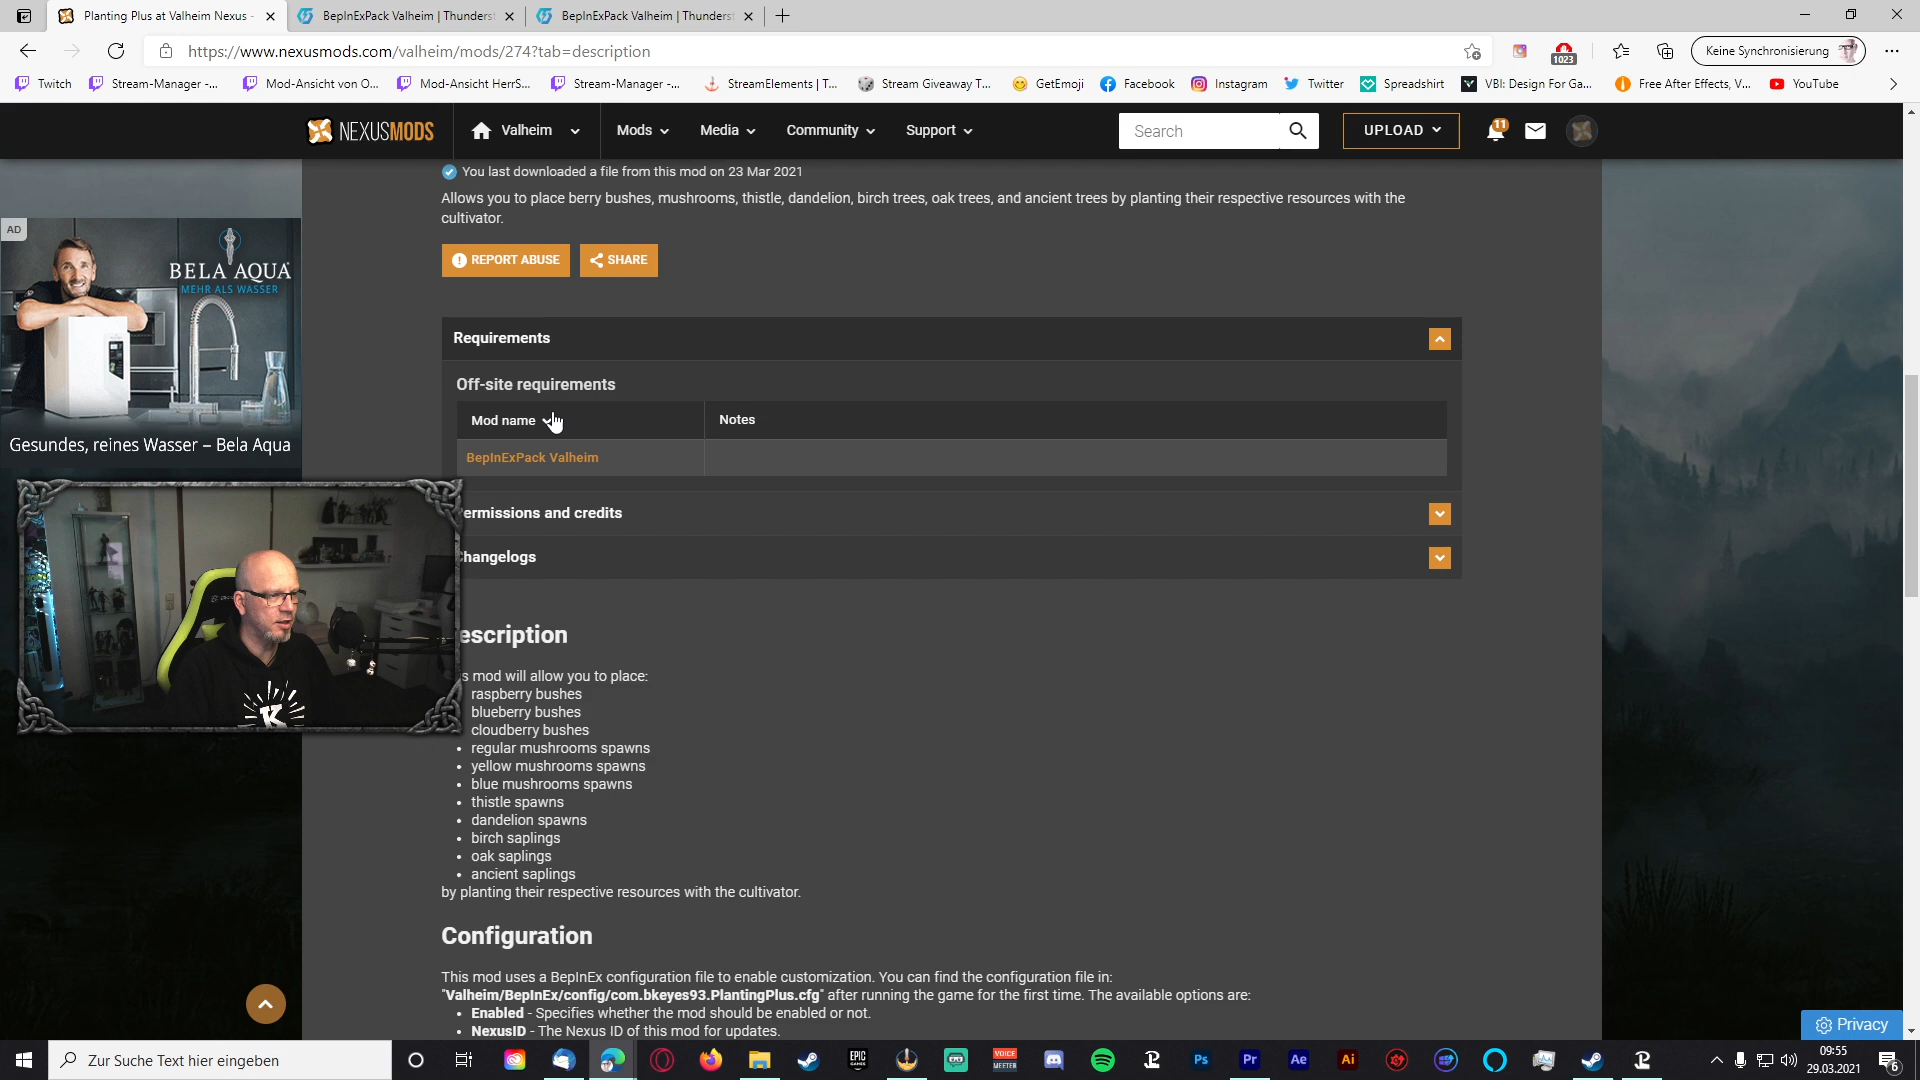 Planting Plus at Valheim Nexus -
BepInExPack Valheim | Thunderst
BepInExPack Valheim | Thunderst
https://www.nexusmods.com/valheim/mods/274?tab=description
1023
Keine Synchronisierung
Twitch
Stream-Manager -...
Mod-Ansicht von O...
Mod-Ansicht HerrS...
Stream-Manager -...
StreamElements | T...
Stream Giveaway T...
GetEmoji
Facebook
Instagram
Twitter
Spreadshirt
VBI: Design For Ga...
Free After Effects, V...
YouTube
NEXUSMODS
Valheim
Mods
Media
Community
Support
Search
UPLOAD
11
You last downloaded a file from this mod on 23 Mar 2021
Allows you to place berry bushes, mushrooms, thistle, dandelion, birch trees, oak trees, and ancient trees by planting their respective resources with the
cultivator.
AD
BELA AQUA
MEHR ALS WASSER
Gesundes, reines Wasser – Bela Aqua
REPORT ABUSE
SHARE
Requirements
Off-site requirements
Mod name
Notes
BepInExPack Valheim
ermissions and credits
hangelogs
K
escription
s mod will allow you to place:
raspberry bushes
blueberry bushes
cloudberry bushes
• regular mushrooms spawns
• yellow mushrooms spawns
• blue mushrooms spawns
• thistle spawns
• dandelion spawns
• birch saplings
• oak saplings
• ancient saplings
by planting their respective resources with the cultivator.
Configuration
This mod uses a BepInEx configuration file to enable customization. You can find the configuration file in:
"Valheim/BepInEx/config/com.bkeyes93.PlantingPlus.cfg" after running the game for the first time. The available options are:
• Enabled - Specifies whether the mod should be enabled or not.
• NexusID - The Nexus ID of this mod for updates.
Privacy
Zur Suche Text hier eingeben
EPIC GAMES
VOICE MEETER
Ps
Pr
Ae
Ai
09:55
29.03.2021
6